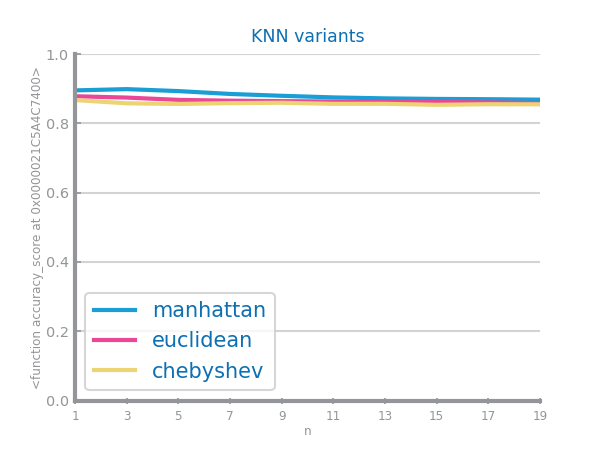 KNN variants
<function accuracy_score at 0x0000021C5A4C7400>
1.0
0.8
0.6
0.4
0.2
0.0
manhattan
euclidean
chebyshev
1 3 5 7 9 11 13 15 17 19
n